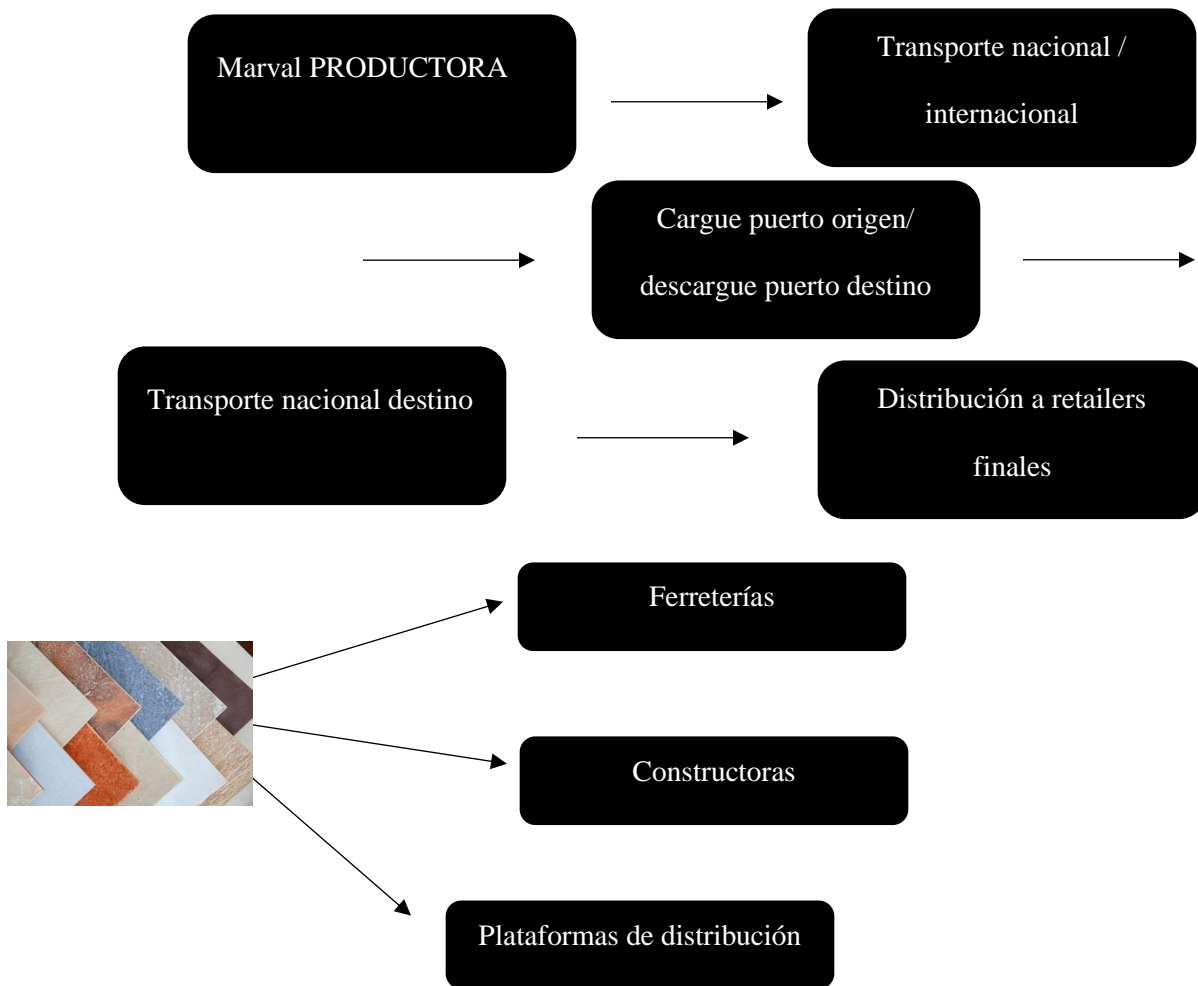 Marval PRODUCTORA
Transporte nacional /
internacional
Cargue puerto origen/
descargue puerto destino
Transporte nacional destino
Distribución a retailers
finales
Ferreterías
Constructoras
Plataformas de distribución